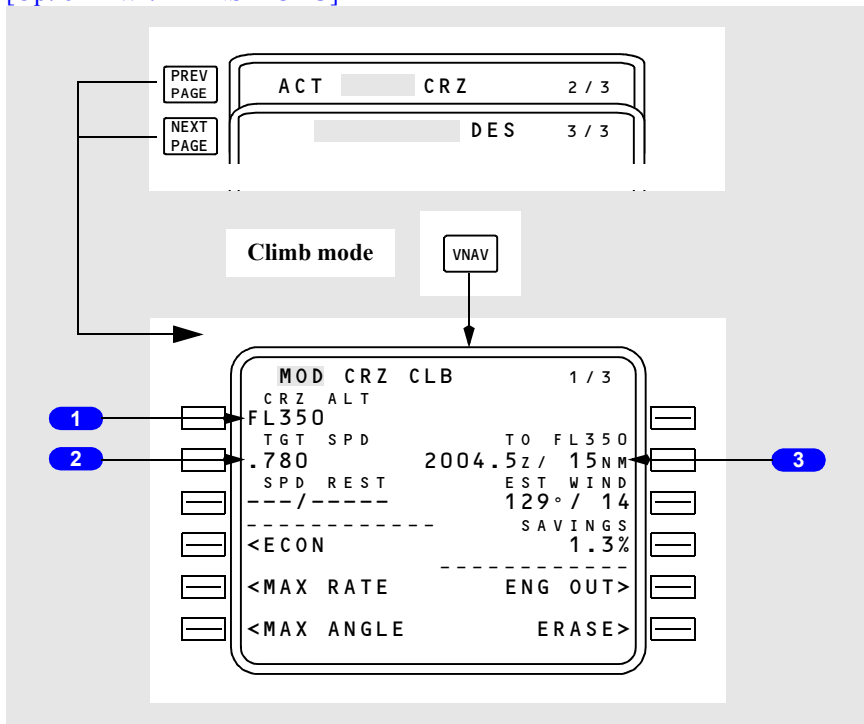 PREV PAGE
ACT CRZ 2/3
NEXT PAGE
DES 3/3
Climb mode
VNAV
MOD CRZ CLB 1/3
CRZ ALT
1
FL350
TGT SPD TO FL350
2
.780 2004.5Z/ 15NM
3
SPD REST EST WIND
---/----- 129°/ 14
------------ SAVINGS
<ECON 1.3%
------------
<MAX RATE ENG OUT>
<MAX ANGLE ERASE>